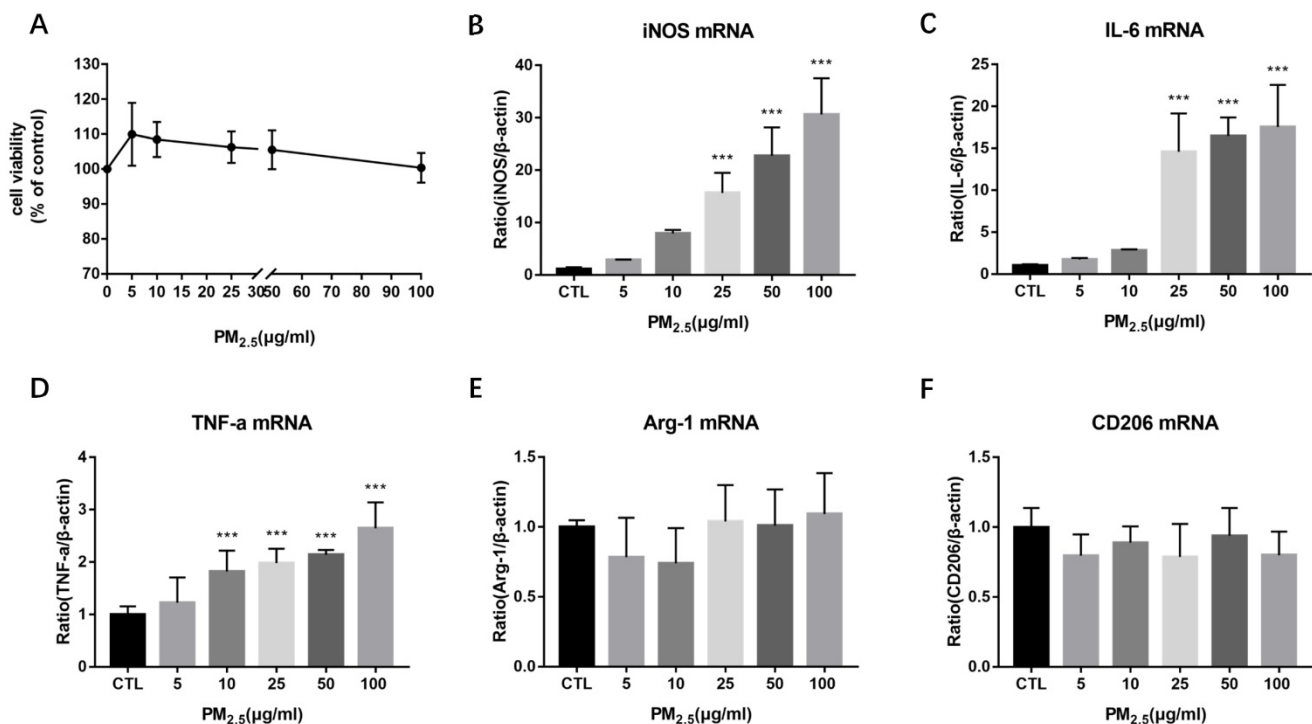 A
130
120
110
100
90
80
70
cell viability
(% of control)
0 5 10 15 20 25 30 50 60 70 80 90 100
PM2.5(μg/ml)
B
iNOS mRNA
40
30
20
10
0
Ratio(iNOS/β-actin)
*** *** ***
CTL 5 10 25 50 100
PM2.5(μg/ml)
C
IL-6 mRNA
25
20
15
10
5
0
Ratio(IL-6/β-actin)
*** *** ***
CTL 5 10 25 50 100
PM2.5(μg/ml)
D
TNF-a mRNA
4
3
2
1
0
Ratio(TNF-a/β-actin)
*** *** *** ***
CTL 5 10 25 50 100
PM2.5(μg/ml)
E
Arg-1 mRNA
1.5
1.0
0.5
0.0
Ratio(Arg-1/β-actin)
CTL 5 10 25 50 100
PM2.5(μg/ml)
F
CD206 mRNA
1.5
1.0
0.5
0.0
Ratio(CD206/β-actin)
CTL 5 10 25 50 100
PM2.5(μg/ml)